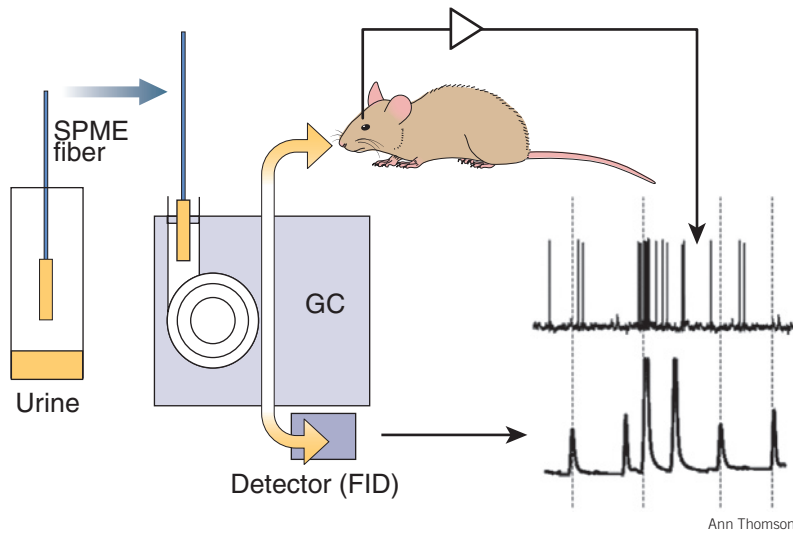 SPME
fiber
GC
Urine
Detector (FID)
Ann Thomson